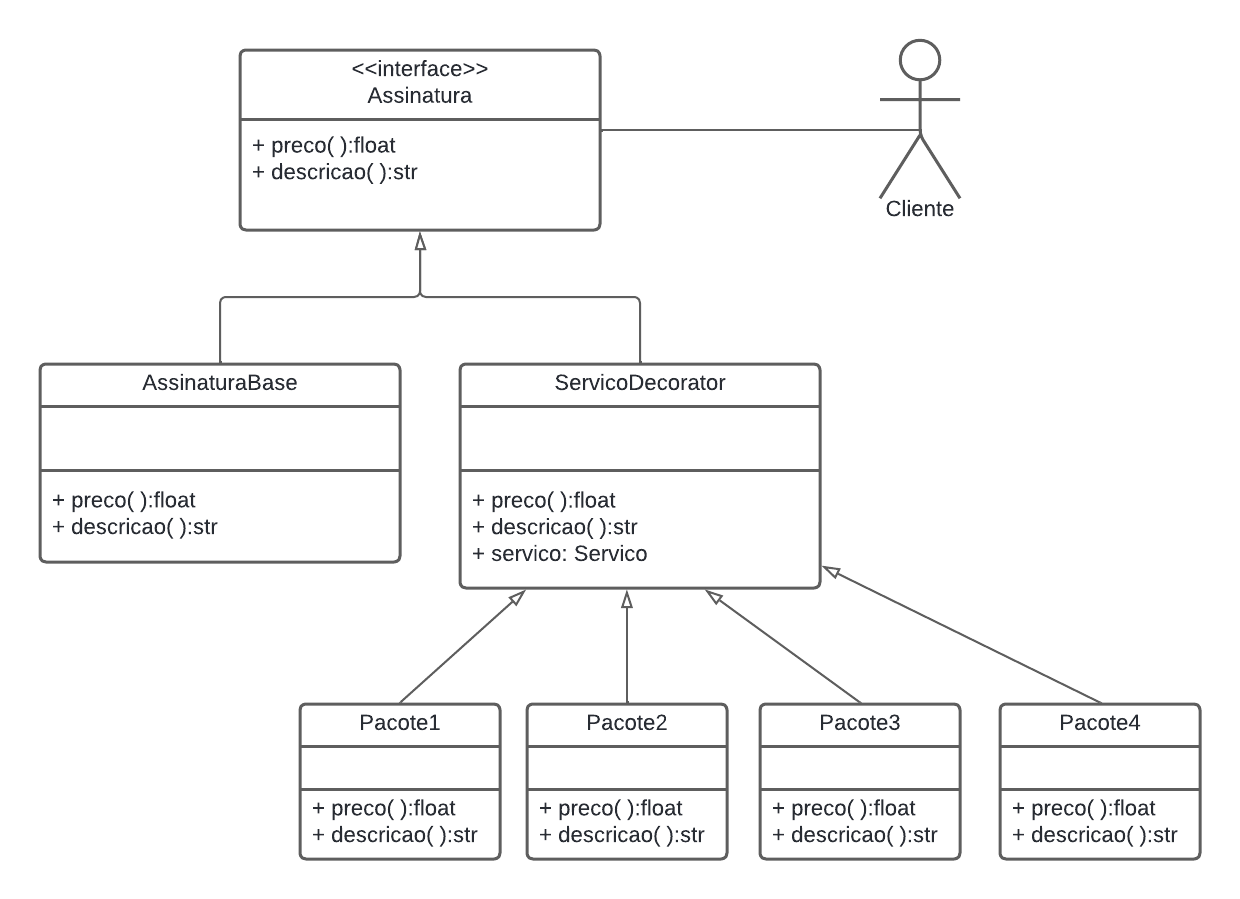 <<interface>>
Assinatura
+ preco( ):float
+ descricao( ):str
Cliente
AssinaturaBase
+ preco( ):float
+ descricao( ):str
ServicoDecorator
+ preco( ):float
+ descricao( ):str
+ servico: Servico
Pacote1
+ preco( ):float
+ descricao( ):str
Pacote2
+ preco( ):float
+ descricao( ):str
Pacote3
+ preco( ):float
+ descricao( ):str
Pacote4
+ preco( ):float
+ descricao( ):str